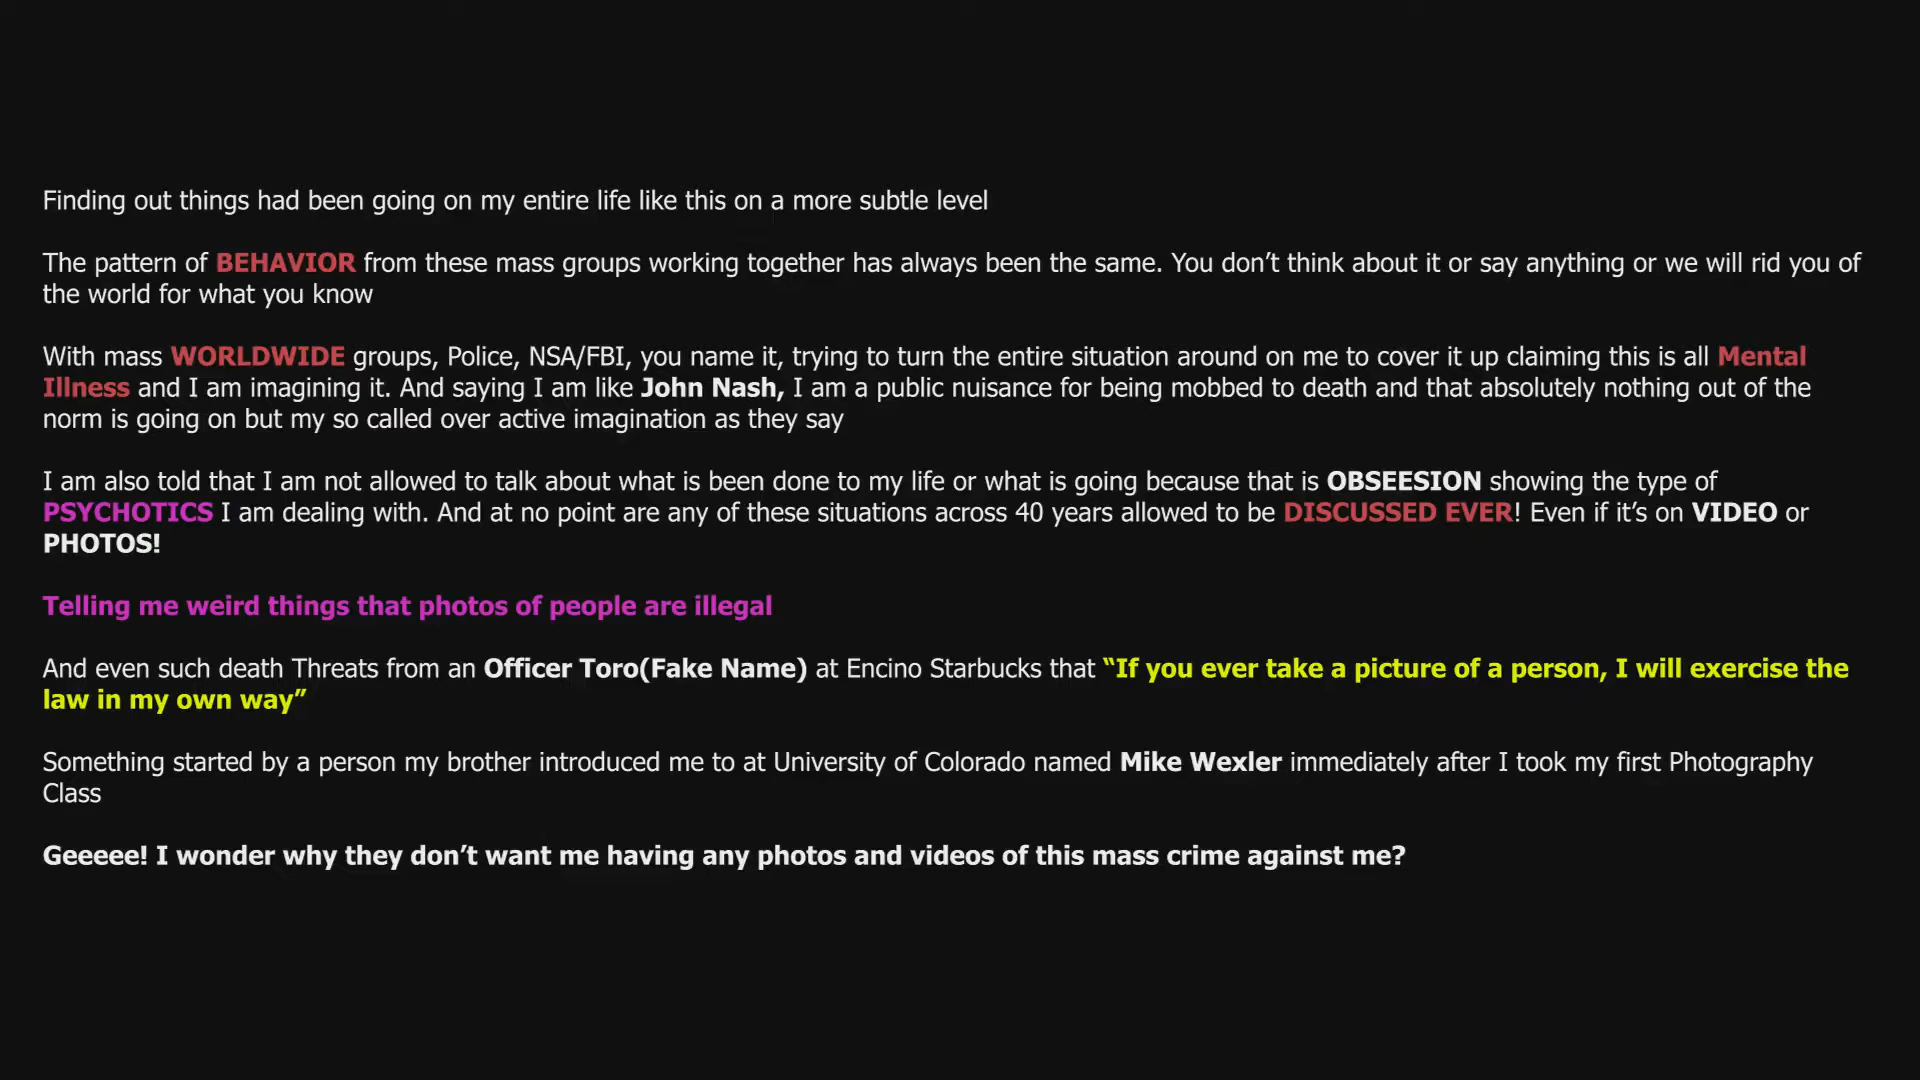 Finding out things had been going on my entire life like this on a more subtle level
The pattern of BEHAVIOR from these mass groups working together has always been the same. You don’t think about it or say anything or we will rid you of
the world for what you know
With mass WORLDWIDE groups, Police, NSA/FBI, you name it, trying to turn the entire situation around on me to cover it up claiming this is all Mental
Illness and I am imagining it. And saying I am like John Nash, I am a public nuisance for being mobbed to death and that absolutely nothing out of the
norm is going on but my so called over active imagination as they say
I am also told that I am not allowed to talk about what is been done to my life or what is going because that is OBSEESION showing the type of
PSYCHOTICS I am dealing with. And at no point are any of these situations across 40 years allowed to be DISCUSSED EVER! Even if it’s on VIDEO or
PHOTOS!
Telling me weird things that photos of people are illegal
And even such death Threats from an Officer Toro(Fake Name) at Encino Starbucks that “If you ever take a picture of a person, I will exercise the
law in my own way”
Something started by a person my brother introduced me to at University of Colorado named Mike Wexler immediately after I took my first Photography
Class
Geeeee! I wonder why they don’t want me having any photos and videos of this mass crime against me?